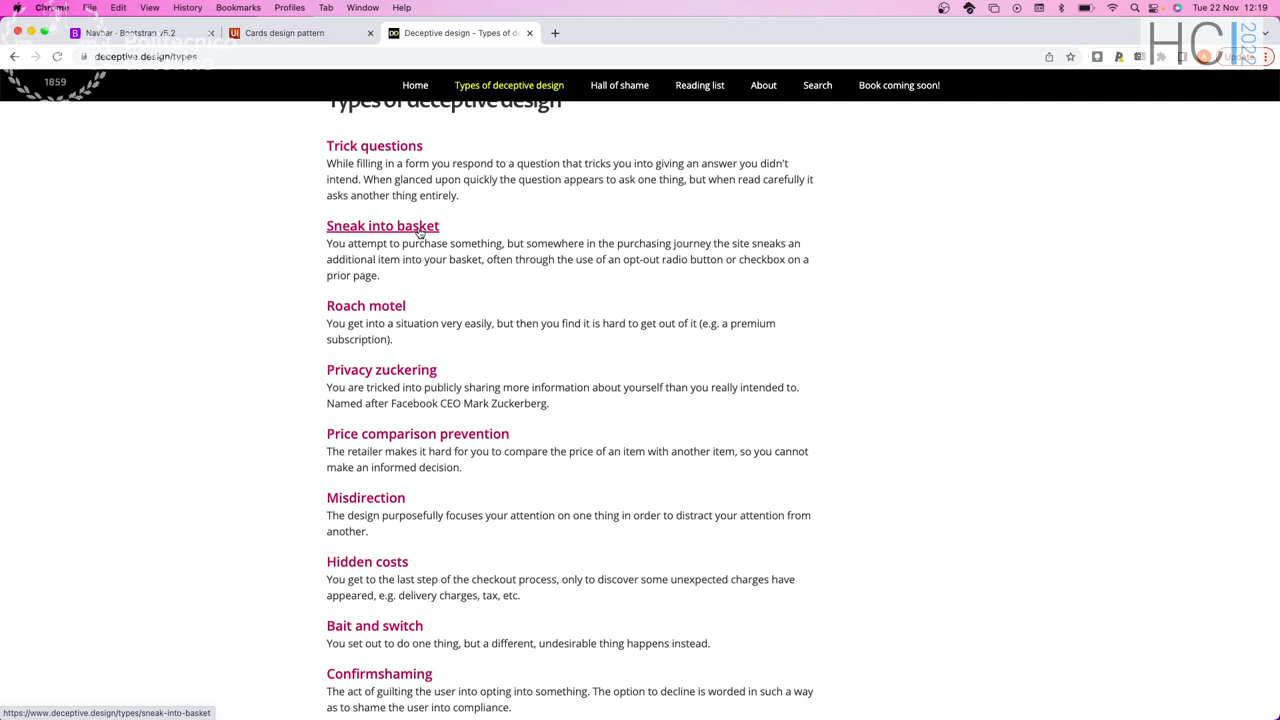 Chrome File Edit View History Bookmarks Profiles Tab Window Help
Tue 22 Nov 12:19
Navbar · Bootstrap v5.2
Cards design pattern
Deceptive design - Types of de
deceptive.design/types
Politecnico
HCI 2022
1859
Home Types of deceptive design Hall of shame Reading list About Search Book coming soon!
Types of deceptive design
Trick questions
While filling in a form you respond to a question that tricks you into giving an answer you didn't
intend. When glanced upon quickly the question appears to ask one thing, but when read carefully it
asks another thing entirely.
Sneak into basket
You attempt to purchase something, but somewhere in the purchasing journey the site sneaks an
additional item into your basket, often through the use of an opt-out radio button or checkbox on a
prior page.
Roach motel
You get into a situation very easily, but then you find it is hard to get out of it (e.g. a premium
subscription).
Privacy zuckering
You are tricked into publicly sharing more information about yourself than you really intended to.
Named after Facebook CEO Mark Zuckerberg.
Price comparison prevention
The retailer makes it hard for you to compare the price of an item with another item, so you cannot
make an informed decision.
Misdirection
The design purposefully focuses your attention on one thing in order to distract your attention from
another.
Hidden costs
You get to the last step of the checkout process, only to discover some unexpected charges have
appeared, e.g. delivery charges, tax, etc.
Bait and switch
You set out to do one thing, but a different, undesirable thing happens instead.
Confirmshaming
The act of guilting the user into opting into something. The option to decline is worded in such a way
as to shame the user into compliance.
https://www.deceptive.design/types/sneak-into-basket